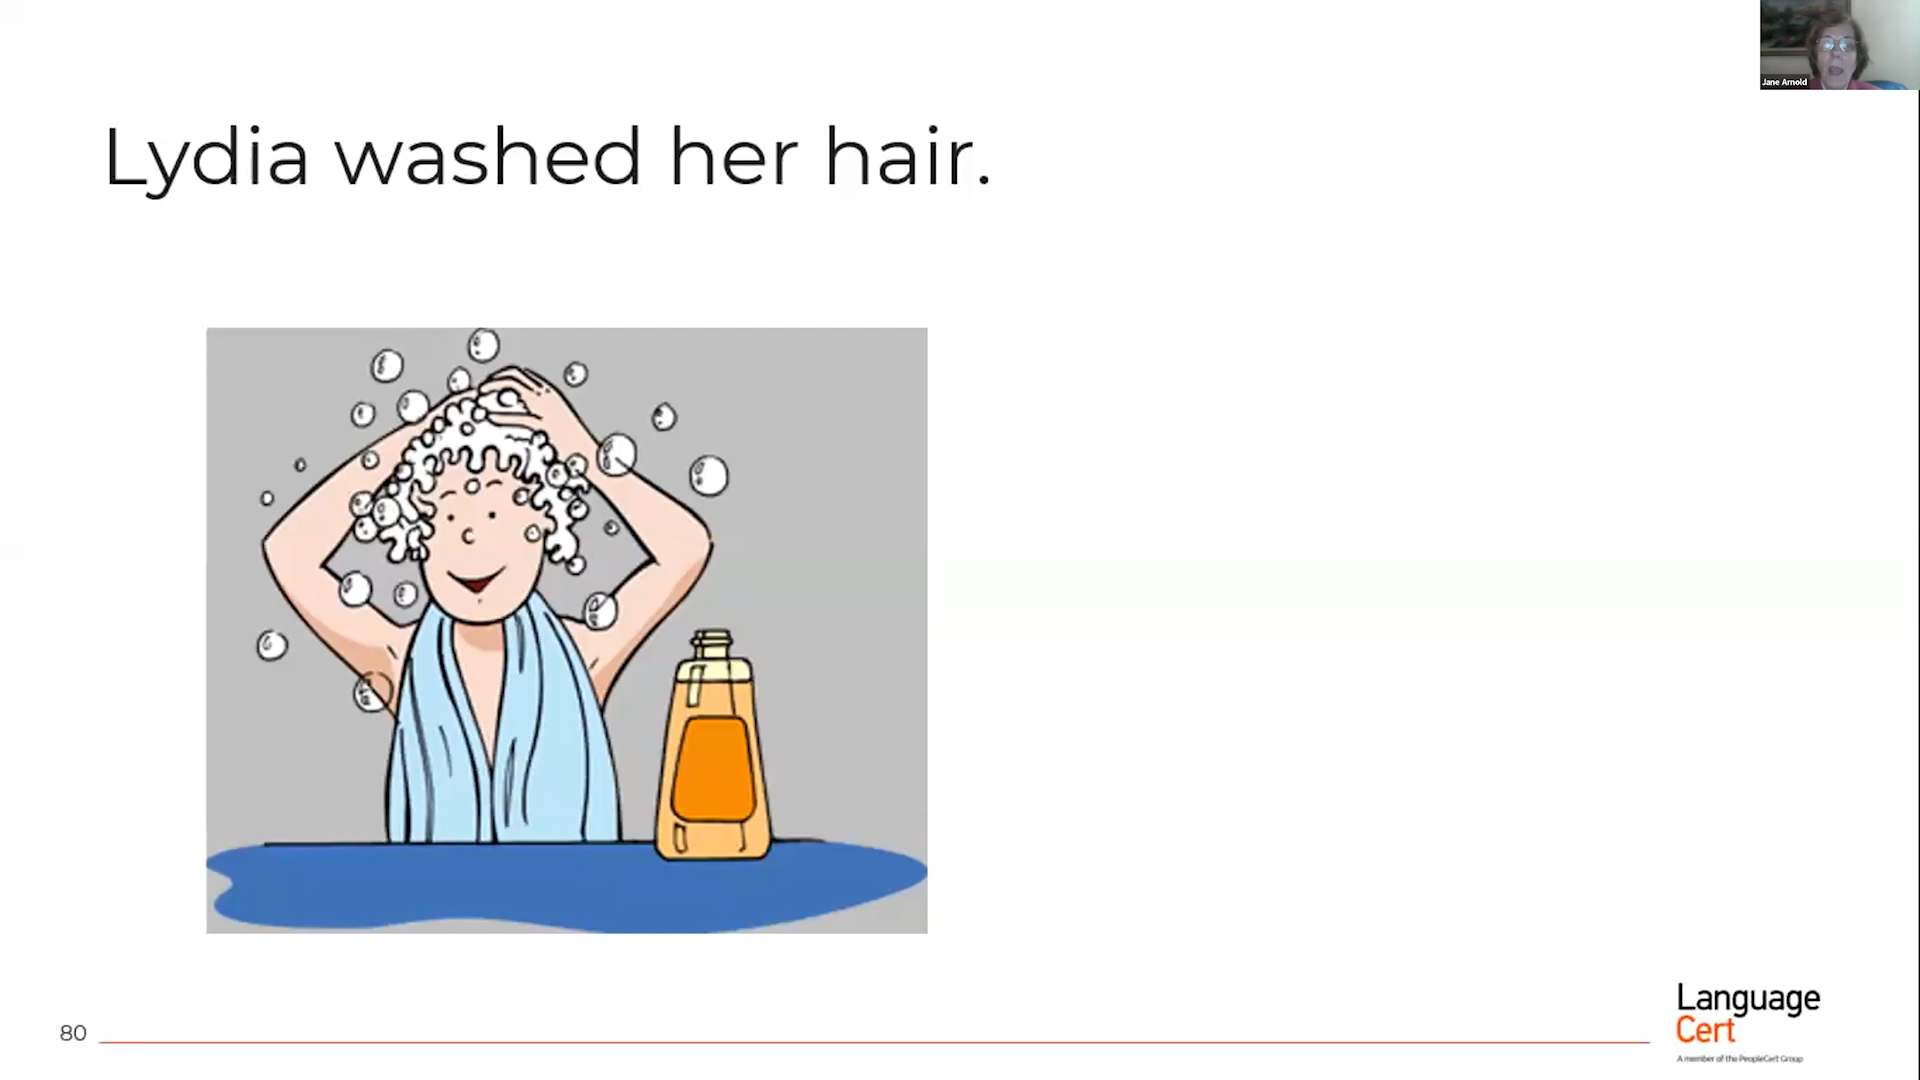 Jane Arnold
Lydia washed her hair.
80
Language
Cert
A member of the PeopleCert Group